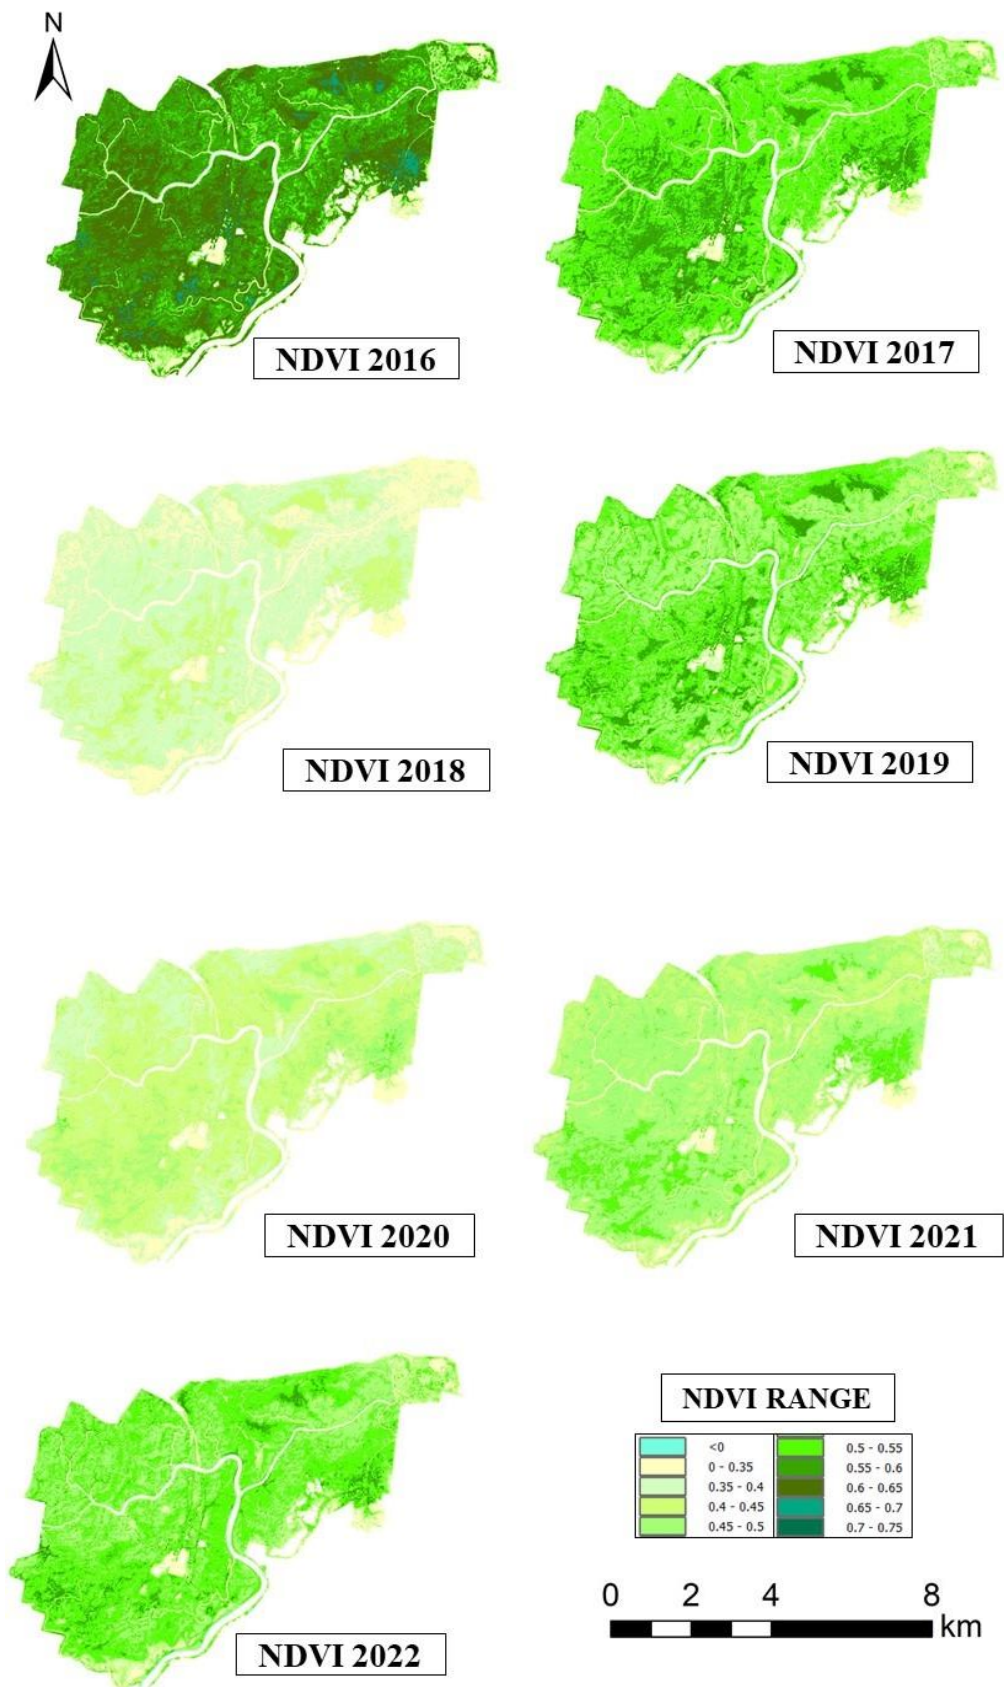 N
NDVI 2016
NDVI 2017
NDVI 2018
NDVI 2019
NDVI 2020
NDVI 2021
NDVI 2022
NDVI RANGE
<0
0 - 0.35
0.35 - 0.4
0.4 - 0.45
0.45 - 0.5
0.5 - 0.55
0.55 - 0.6
0.6 - 0.65
0.65 - 0.7
0.7 - 0.75
0 2 4 8
km